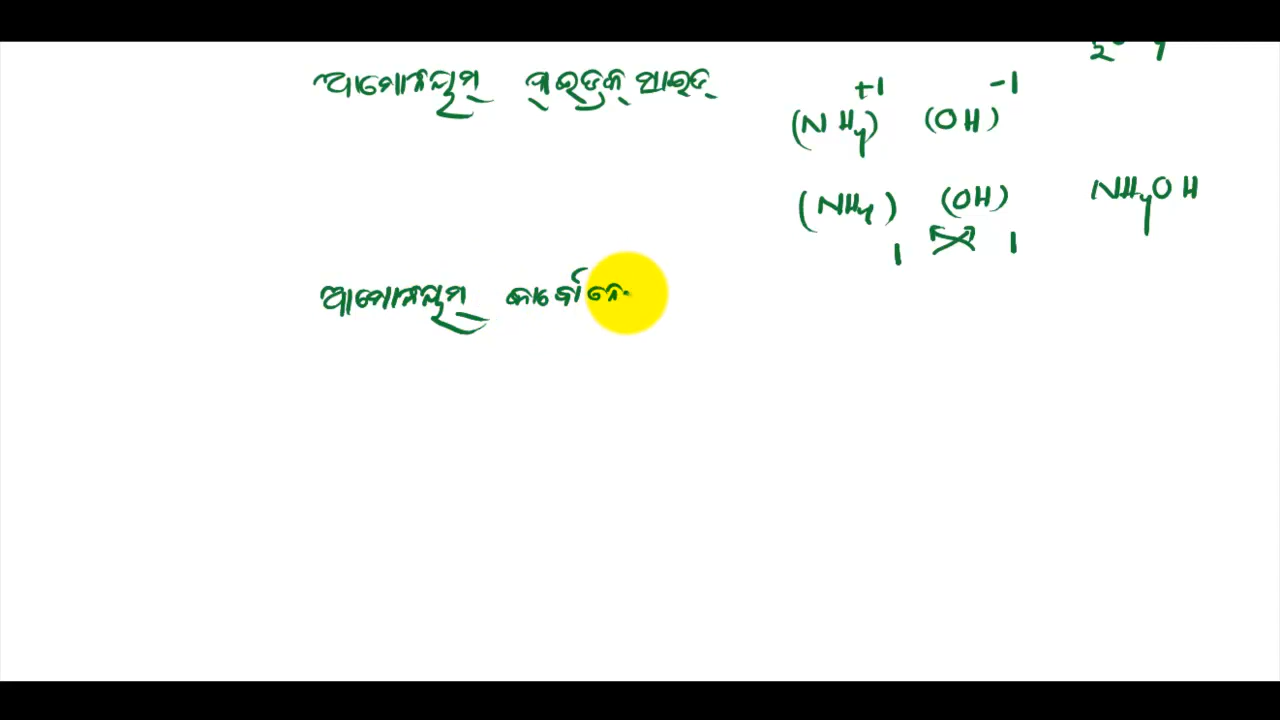 ଆମୋନିୟମ୍ ହାଇଡ୍ରକ୍ ସାଇଡ୍
+1 -1
(NH4) (OH)
(NH4) (OH) NH4OH
1 1
ଆମୋନିୟମ୍ କାର୍ବୋନେ